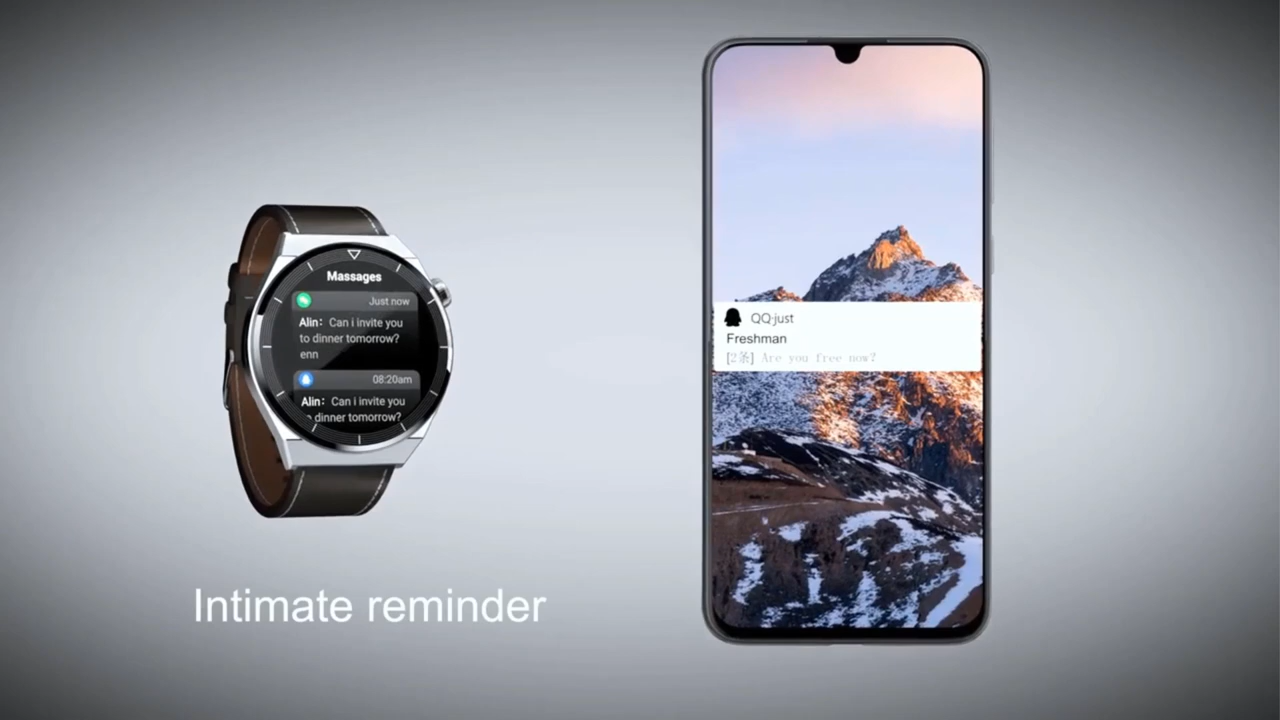 Massages
Just now
Alin: Can i invite you
to dinner tomorrow?
enn
08:20am
Alin: Can i invite you
dinner tomorrow?
Intimate reminder
QQ·just
Freshman
[2条] Are you free now?